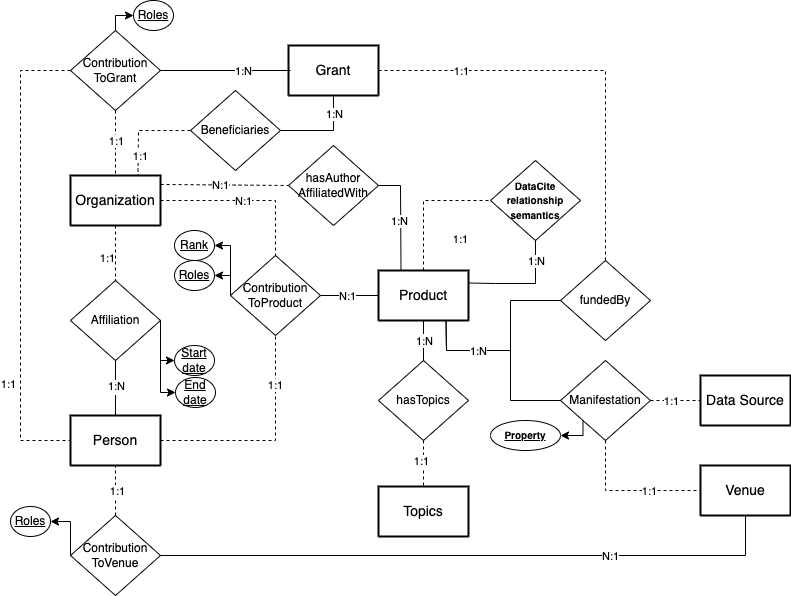 Roles
Contribution
ToGrant
1:N
Grant
1:1
1:N
Beneficiaries
1:1
1:1
hasAuthor
AffiliatedWith
N:1
DataCite
relationship
semantics
Organization
N:1
1:N
1:1
Rank
1:1
1:N
Roles
Contribution
ToProduct
N:1
Product
fundedBy
Affiliation
1:N
1:N
Start
date
1:1
1:N
1:1
End
date
hasTopics
Manifestation
1:1
Data Source
Person
Property
1:1
1:1
1:1
Venue
Topics
Roles
Contribution
ToVenue
N:1